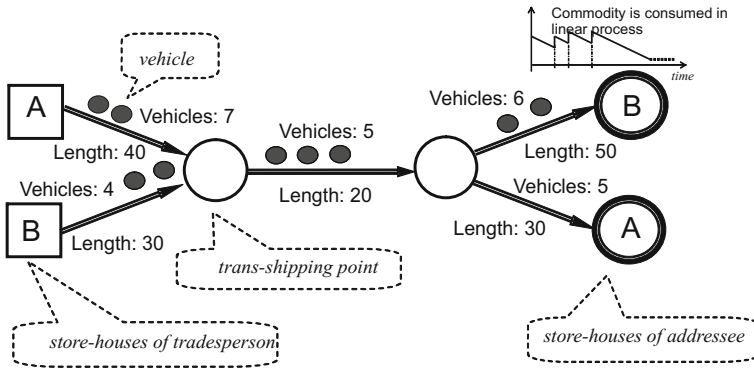 Commodity is consumed in
linear process
time
vehicle
A
Vehicles: 7
Length: 40
Vehicles: 5
Length: 20
Vehicles: 6
B
Length: 50
Vehicles: 4
B
Length: 30
Vehicles: 5
Length: 30
A
trans-shipping point
store-houses of tradesperson
store-houses of addressee